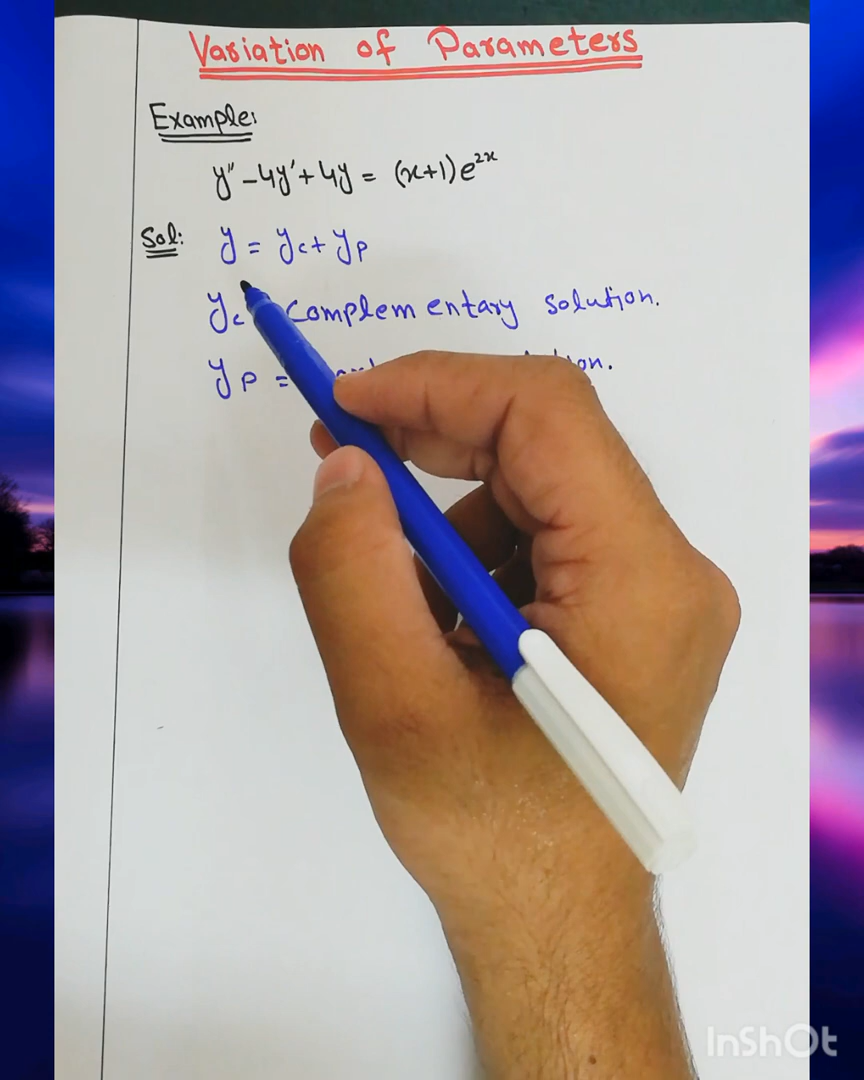 Variation of Parameters
Example:
y'' - 4y' + 4y = (x+1)e^{2x}
Sol: y = y_c + y_p
y_c complementary solution.
y_p =
InShOt